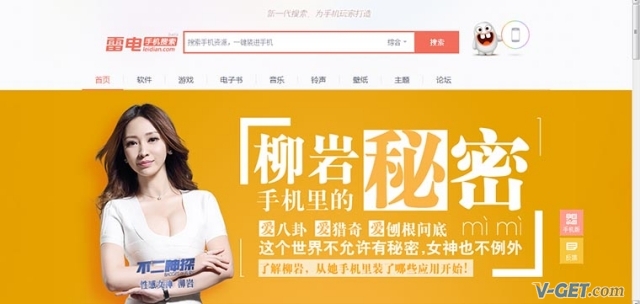 新一代搜索，为手机玩家打造
雷电 手机搜索
leidian.com
搜索手机资源，一键装进手机
综合
搜索
首页 软件 游戏 电子书 音乐 铃声 壁纸 主题 论坛
柳岩
手机里的
秘密
mì mì
爱八卦 爱猎奇 爱刨根问底
这个世界不允许有秘密,女神也不例外
了解柳岩，从她手机里装了哪些应用开始！
不二神探
性感女神 柳岩
手机版
反馈
V-GET.com